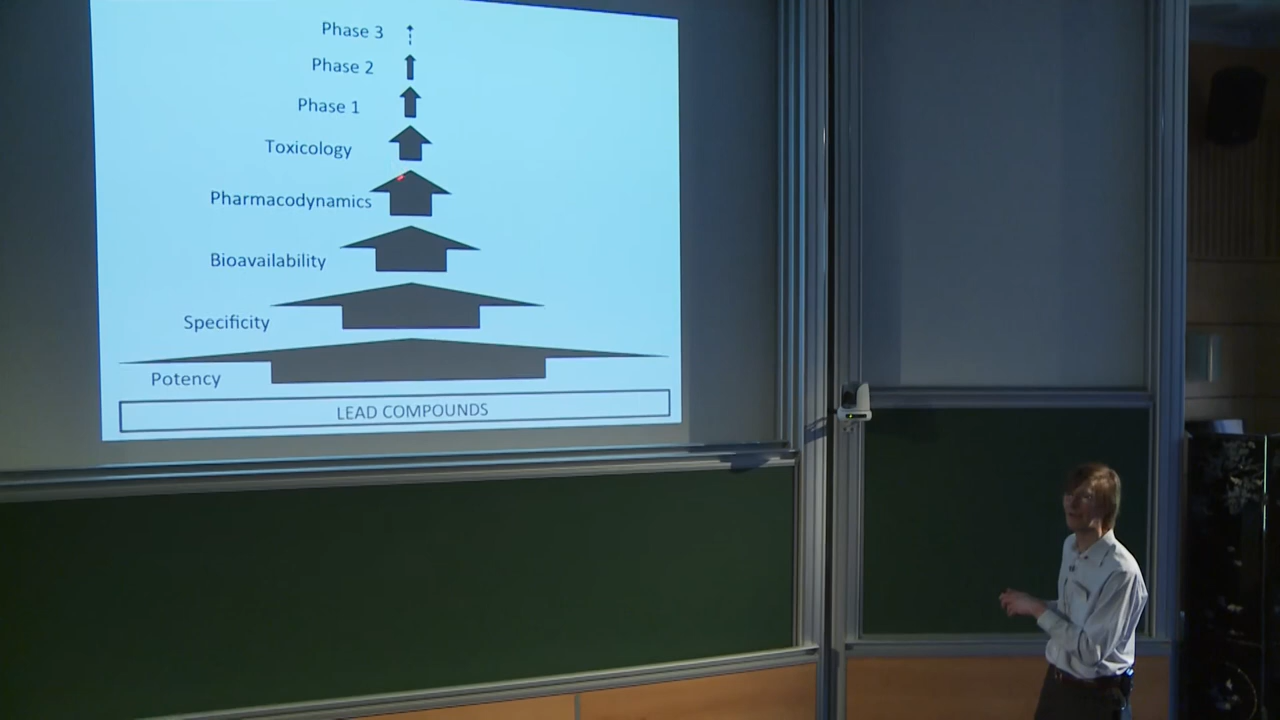 Phase 3
Phase 2
Phase 1
Toxicology
Pharmacodynamics
Bioavailability
Specificity
Potency
LEAD COMPOUNDS